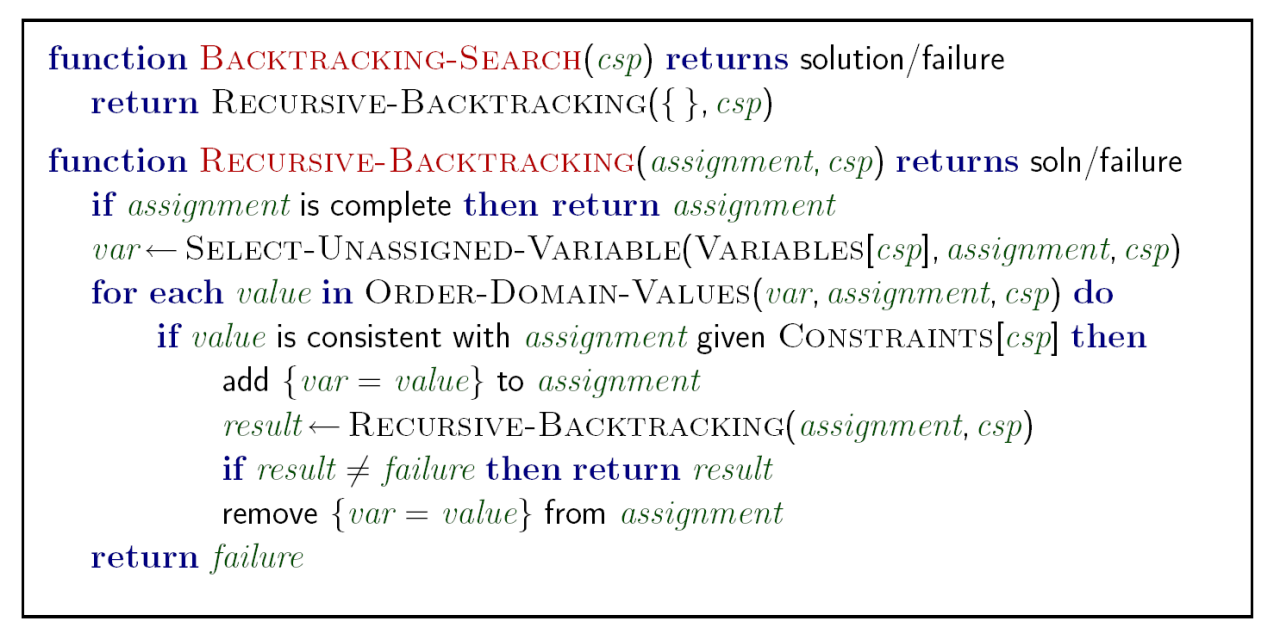 function BACKTRACKING-SEARCH(csp) returns solution/failure
return RECURSIVE-BACKTRACKING({ }, csp)
function RECURSIVE-BACKTRACKING(assignment, csp) returns soln/failure
if assignment is complete then return assignment
var ← SELECT-UNASSIGNED-VARIABLE(VARIABLES[csp], assignment, csp)
for each value in ORDER-DOMAIN-VALUES(var, assignment, csp) do
if value is consistent with assignment given CONSTRAINTS[csp] then
add {var = value} to assignment
result ← RECURSIVE-BACKTRACKING(assignment, csp)
if result ≠ failure then return result
remove {var = value} from assignment
return failure